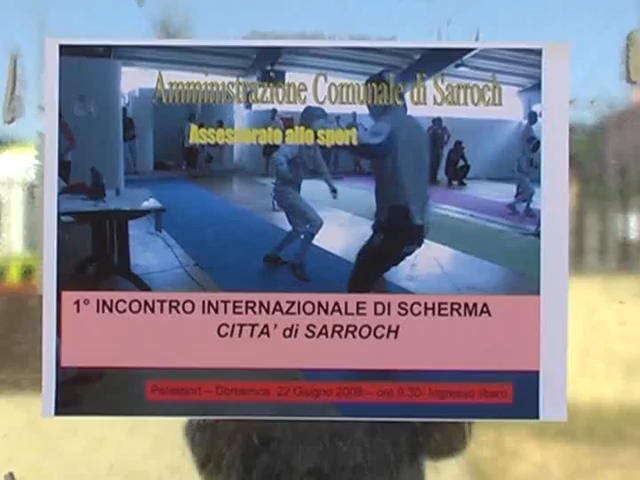 Amministrazione Comunale di Sarroch
Assessorato allo sport
1° INCONTRO INTERNAZIONALE DI SCHERMA
CITTA' di SARROCH
Palasport – Domenica 22 Giugno 2008 – ore 9.30- Ingresso libero